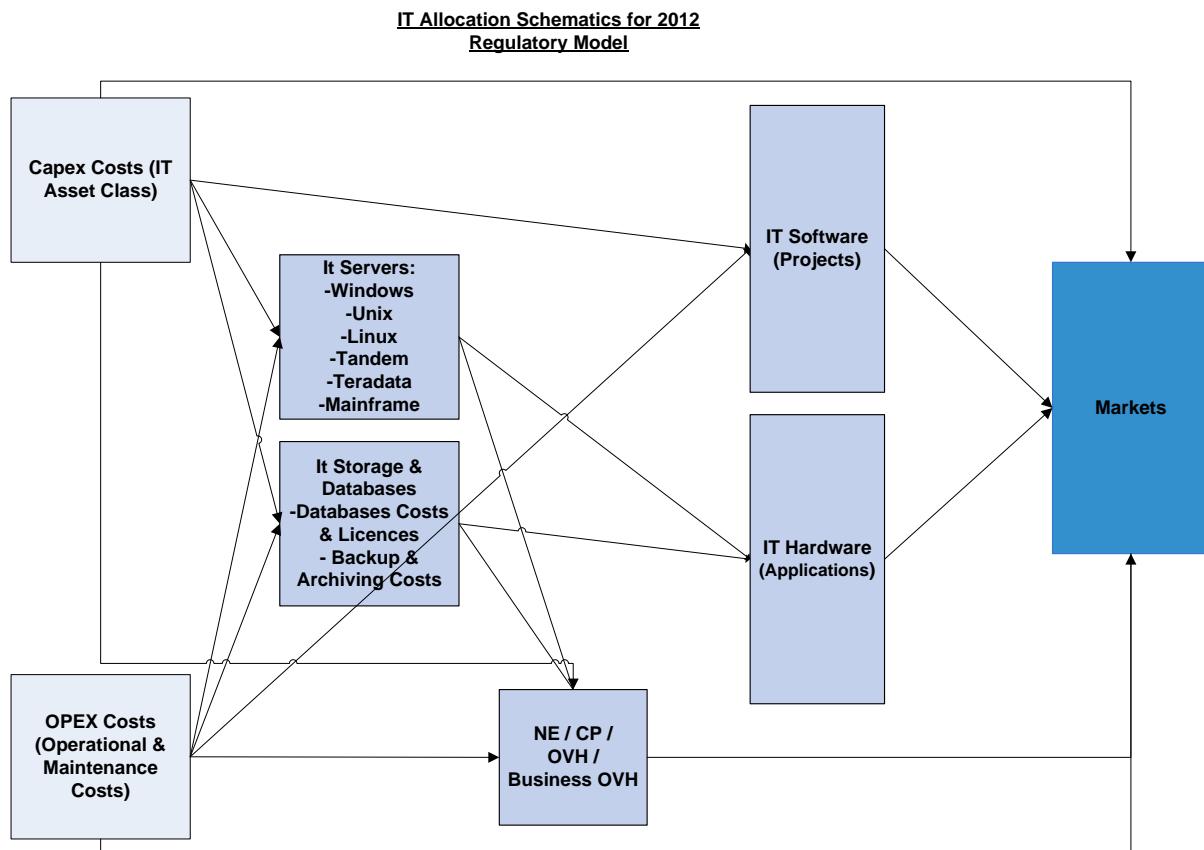 IT Allocation Schematics for 2012
Regulatory Model
Capex Costs (IT
Asset Class)
IT Software
(Projects)
It Servers:
-Windows
-Unix
-Linux
-Tandem
-Teradata
-Mainframe
Markets
It Storage &
Databases
-Databases Costs
& Licences
- Backup &
Archiving Costs
IT Hardware
(Applications)
OPEX Costs
(Operational &
Maintenance
Costs)
NE / CP /
OVH /
Business OVH